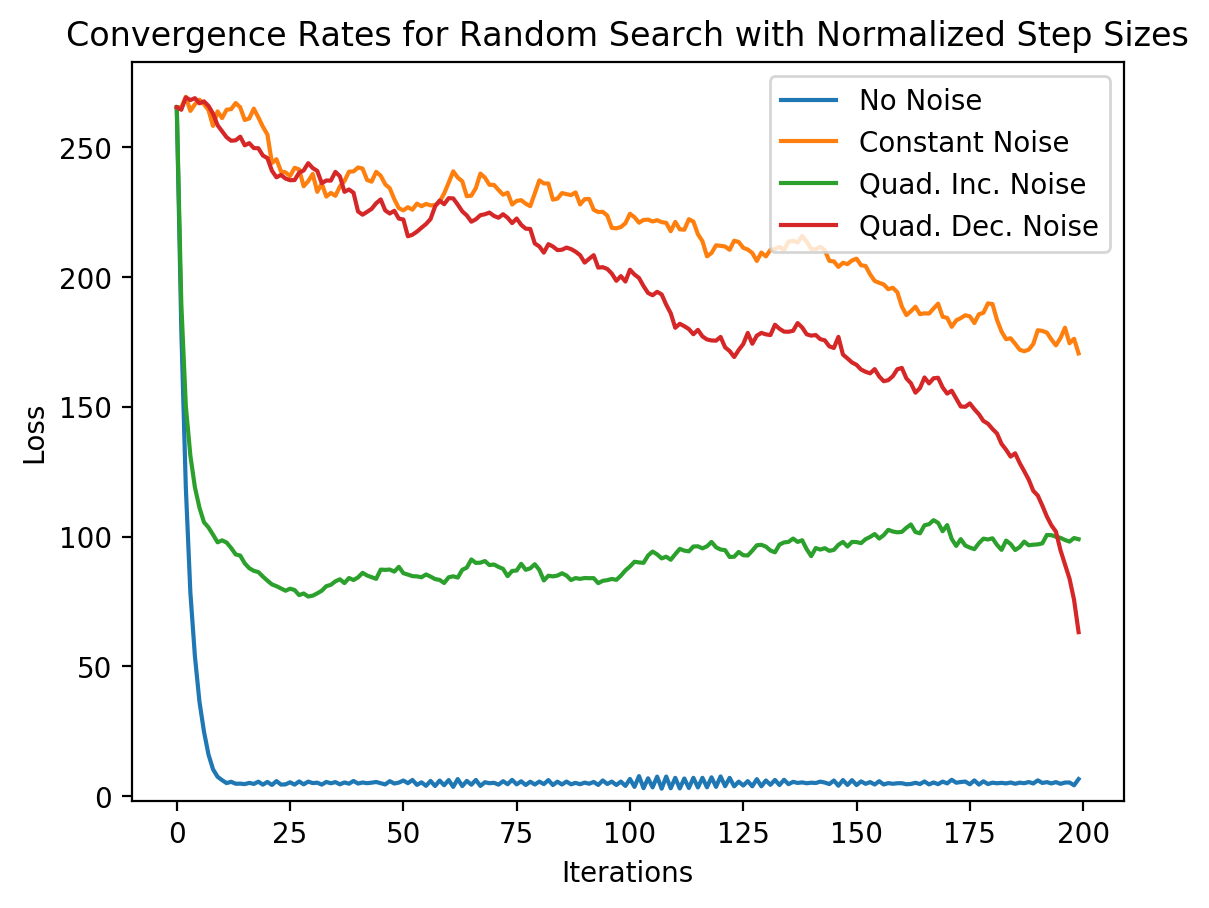 Convergence Rates for Random Search with Normalized Step Sizes
No Noise
Constant Noise
Quad. Inc. Noise
Quad. Dec. Noise
Loss
250
200
150
100
50
0
0 25 50 75 100 125 150 175 200
Iterations